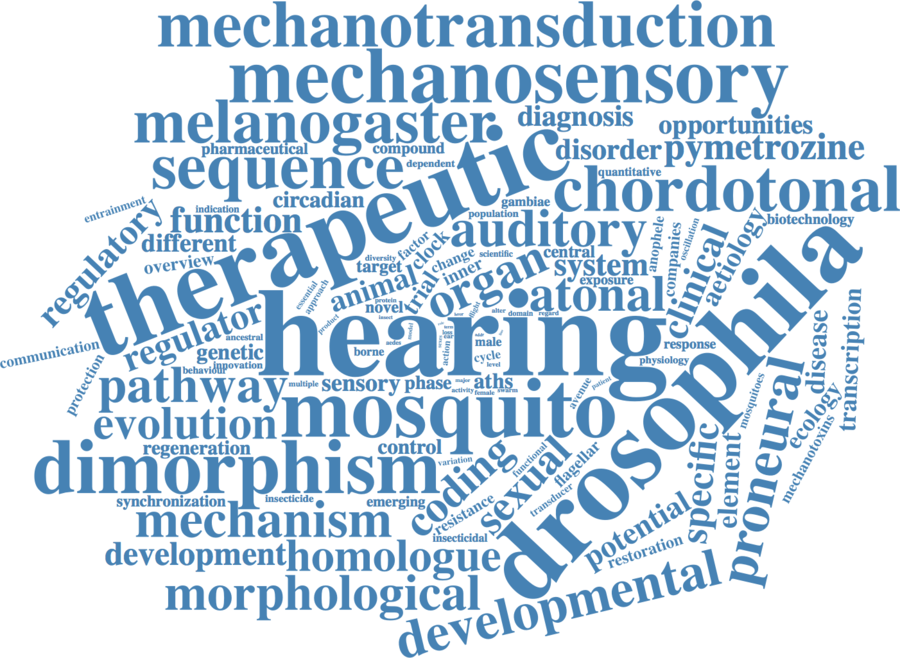 mechanotransduction
mechanosensory
melanogaster
diagnosis
opportunities
pharmaceutical
compound
disorder
pymetrozine
sequence
dependent
therapeutic
quantitative
chordotonal
circadian
gambiae
entrainment
indication
function
population
auditory
biotechnology
regulatory
different
factor
clock
anophele
companies
oscillation
clinical
aetiology
drosophila
overview
diversity
change
scientific
central
target
animal
trial
inner
organ
system
exposure
essential
approach
novel
protein
product
digit
alter
domain
regard
atonal
regulator
ancestral
hearing
communication
genetic
innovation
behaviour
borne
aedes
model
action
male
cycle
level
response
physiology
protection
pathway
multiple
sensory
phase
major
activity
female
aths
swarm
avenue
patient
mosquitoes
disease
transcription
evolution
mosquito
proneural
ecology
mechanotoxins
regeneration
control
dimorphism
variation
coding
functional
sexual
flagellar
transducer
specific
element
synchronization
insecticide
emerging
resistance
insecticidal
mechanism
potential
restoration
development
homologue
morphological
developmental